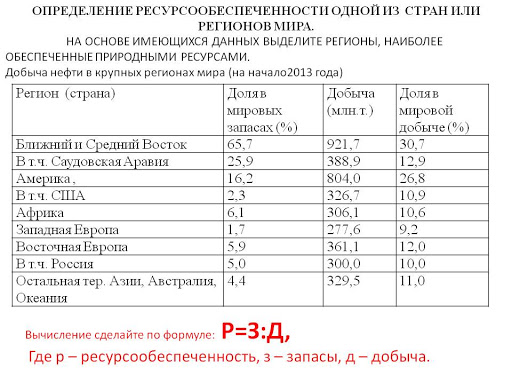 ОПРЕДЕЛЕНИЕ РЕСУРСООБЕСПЕЧЕННОСТИ ОДНОЙ ИЗ СТРАН ИЛИ
РЕГИОНОВ МИРА.
НА ОСНОВЕ ИМЕЮЩИХСЯ ДАННЫХ ВЫДЕЛИТЕ РЕГИОНЫ, НАИБОЛЕЕ
ОБЕСПЕЧЕННЫЕ ПРИРОДНЫМИ РЕСУРСАМИ.
Добыча нефти в крупных регионах мира (на начало2013 года)
Регион (страна) Доля в Добыча Доля в
мировых (млн.т.) мировой
запасах (%) добыче (%)
Ближний и Средний Восток 65,7 921,7 30,7
В т.ч. Саудовская Аравия 25,9 388,9 12,9
Америка , 16,2 804,0 26,8
В т.ч. США 2,3 326,7 10,9
Африка 6,1 306,1 10,6
Западная Европа 1,7 277,6 9,2
Восточная Европа 5,9 361,1 12,0
В т.ч. Россия 5,0 300,0 10,0
Остальная тер. Азии, Австралия, 4,4 329,5 11,0
Океания
Вычисление сделайте по формуле: Р=З:Д,
Где р – ресурсообеспеченность, з – запасы, д – добыча.